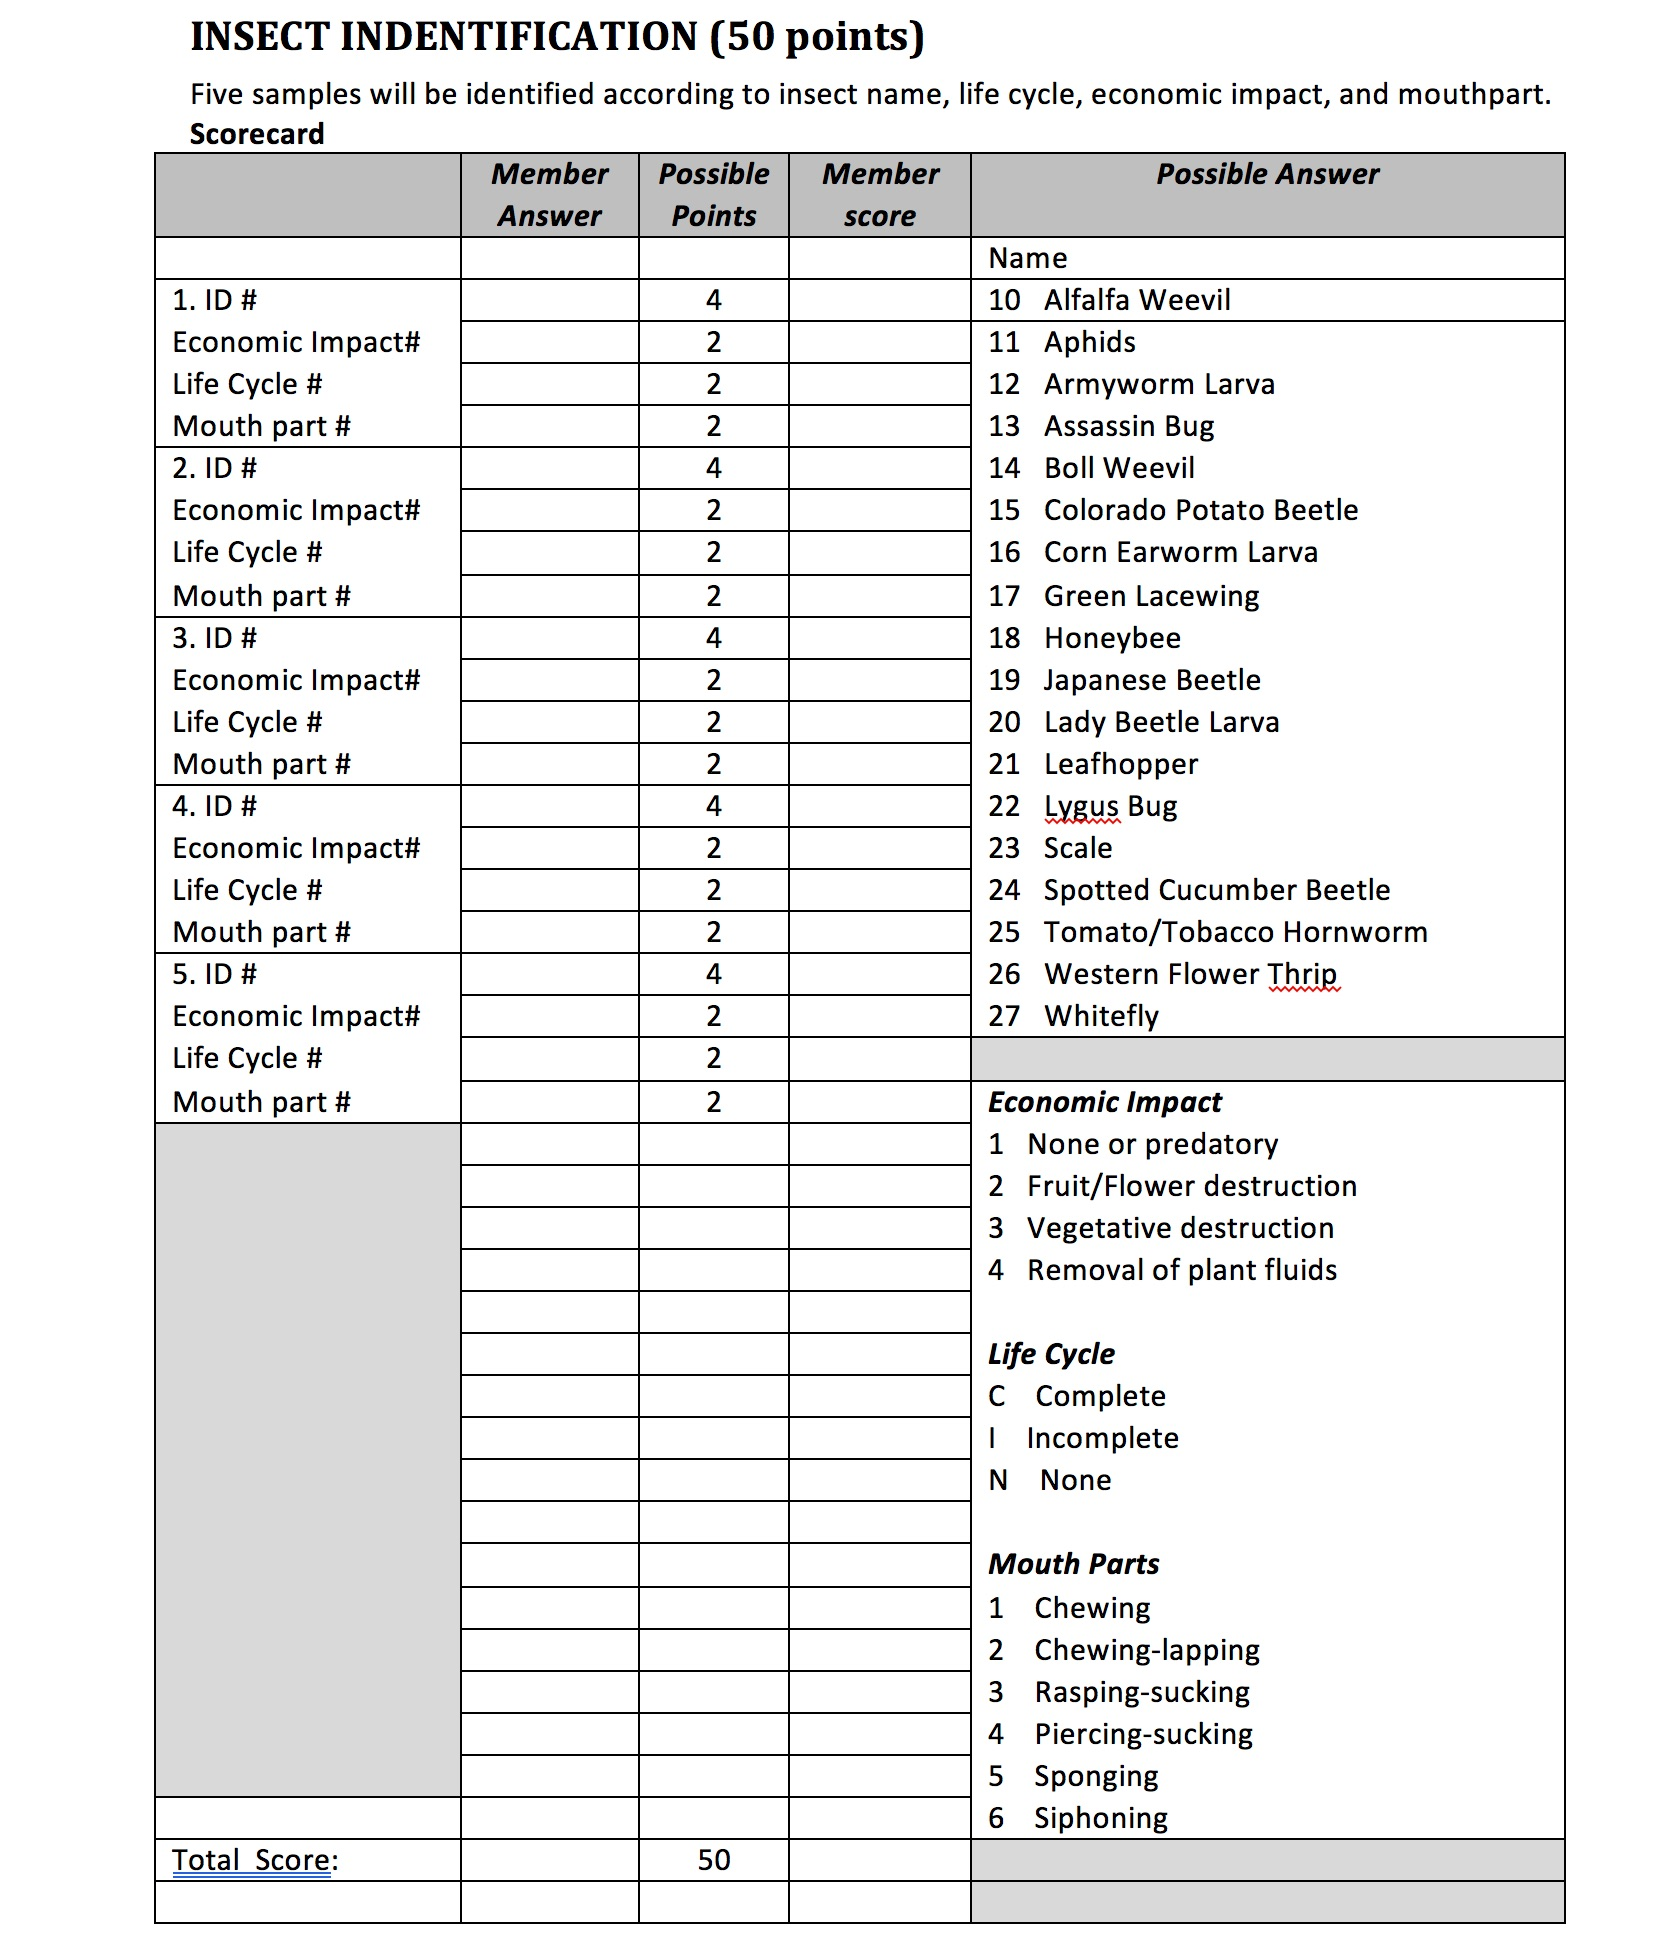 INSECT INDENTIFICATION (50 points)
Five samples will be identified according to insect name, life cycle, economic impact, and mouthpart.
Scorecard
Member Answer Possible Points Member score Possible Answer
Name
1. ID # 4 10 Alfalfa Weevil
Economic Impact# 2 11 Aphids
Life Cycle # 2 12 Armyworm Larva
Mouth part # 2 13 Assassin Bug
2. ID # 4 14 Boll Weevil
Economic Impact# 2 15 Colorado Potato Beetle
Life Cycle # 2 16 Corn Earworm Larva
Mouth part # 2 17 Green Lacewing
3. ID # 4 18 Honeybee
Economic Impact# 2 19 Japanese Beetle
Life Cycle # 2 20 Lady Beetle Larva
Mouth part # 2 21 Leafhopper
4. ID # 4 22 Lygus Bug
Economic Impact# 2 23 Scale
Life Cycle # 2 24 Spotted Cucumber Beetle
Mouth part # 2 25 Tomato/Tobacco Hornworm
5. ID # 4 26 Western Flower Thrip
Economic Impact# 2 27 Whitefly
Life Cycle # 2
Mouth part # 2 Economic Impact
1 None or predatory
2 Fruit/Flower destruction
3 Vegetative destruction
4 Removal of plant fluids
Life Cycle
C Complete
I Incomplete
N None
Mouth Parts
1 Chewing
2 Chewing-lapping
3 Rasping-sucking
4 Piercing-sucking
5 Sponging
6 Siphoning
Total Score: 50